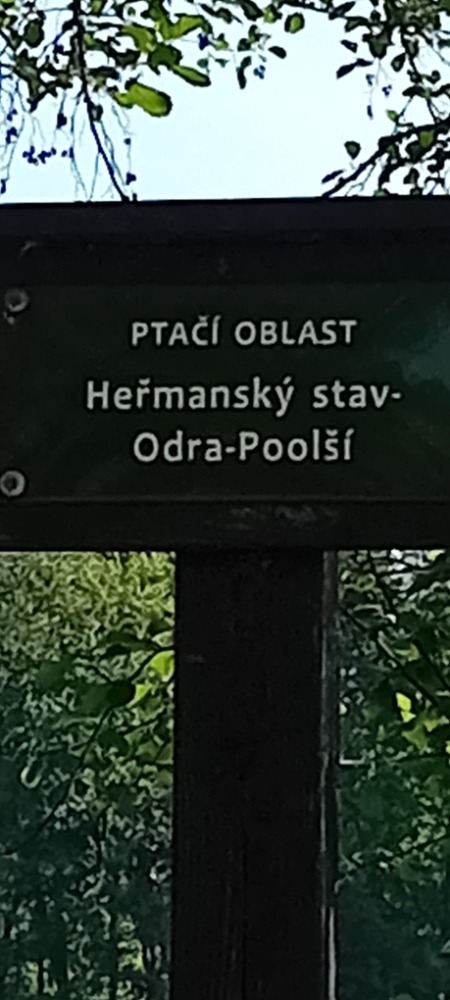 PTAČÍ OBLAST
Heřmanský stav-
Odra-Poolší